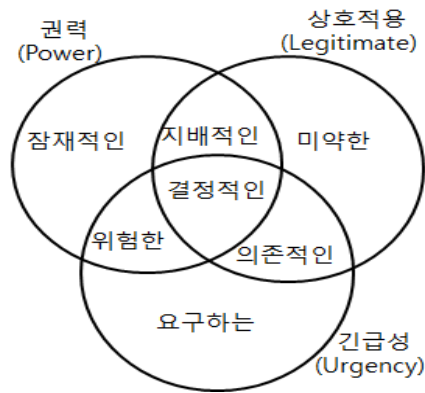 권력
(Power)
상호적용
(Legitimate)
잠재적인
지배적인
미약한
결정적인
위험한
의존적인
요구하는
긴급성
(Urgency)